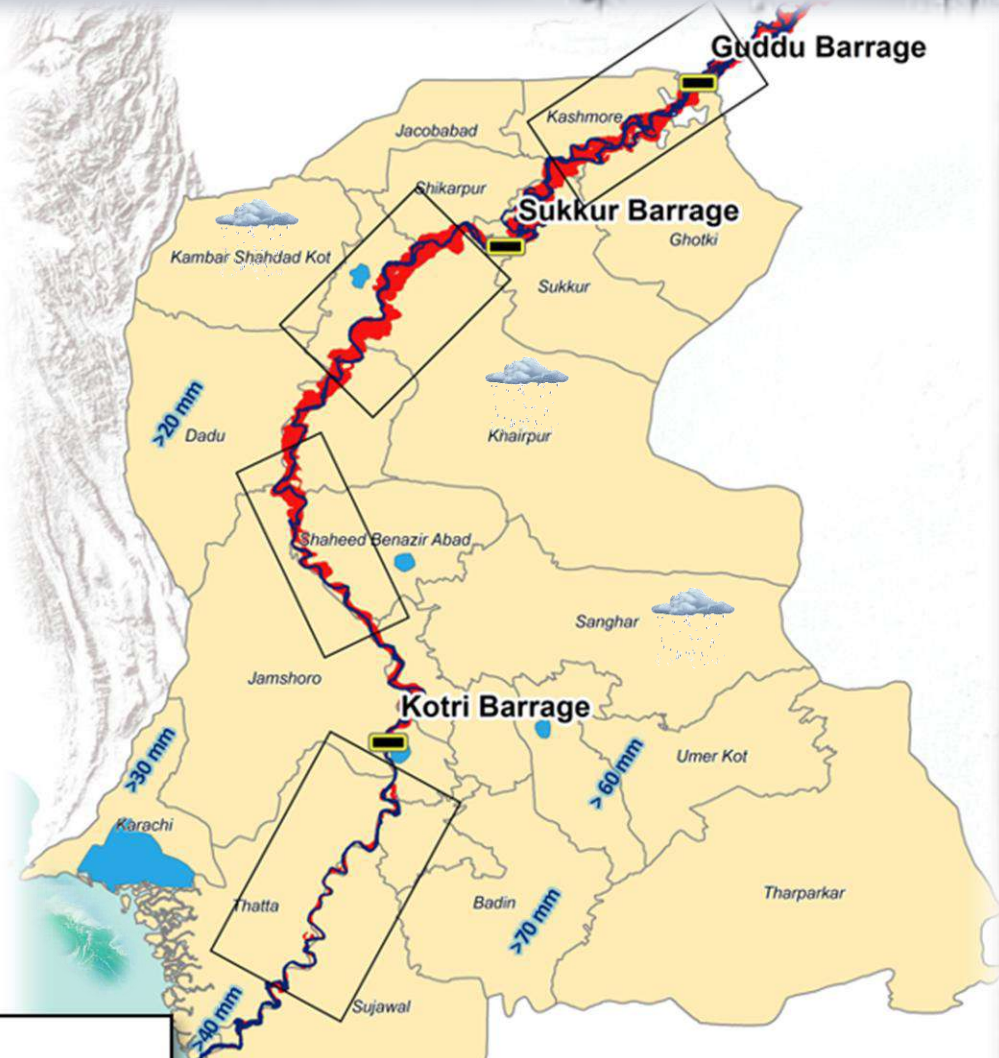 Guddu Barrage
Kashmore
Jacobabad
Shikarpur
Sukkur Barrage
Ghotki
Kambar Shahdad Kot
Sukkur
>20 mm
Dadu
Khairpur
Shaheed Benazir Abad
Sanghar
Jamshoro
Kotri Barrage
>30 mm
> 60 mm
Umer Kot
Karachi
Thatta
Badin
>70 mm
Tharparkar
>40 mm
Sujawal